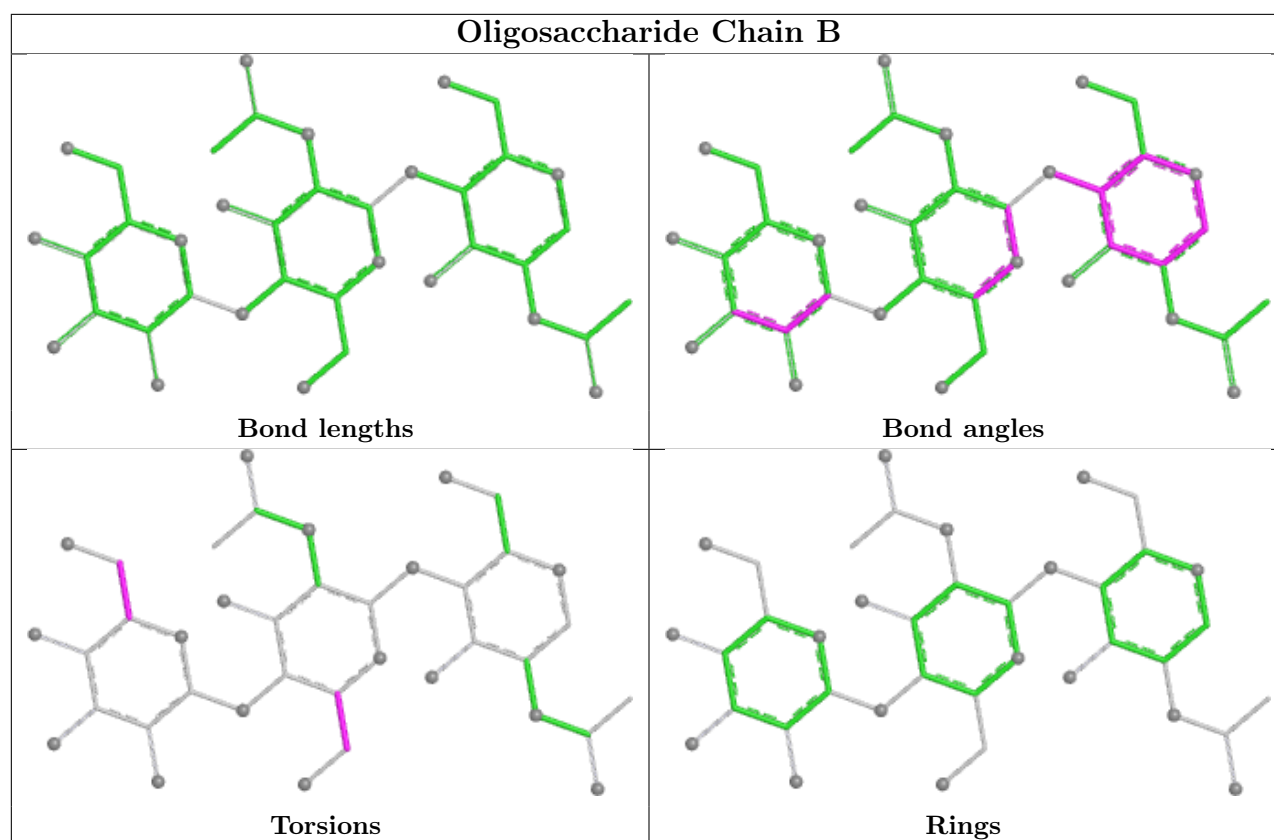 Oligosaccharide Chain B
Bond lengths
Bond angles
Torsions
Rings